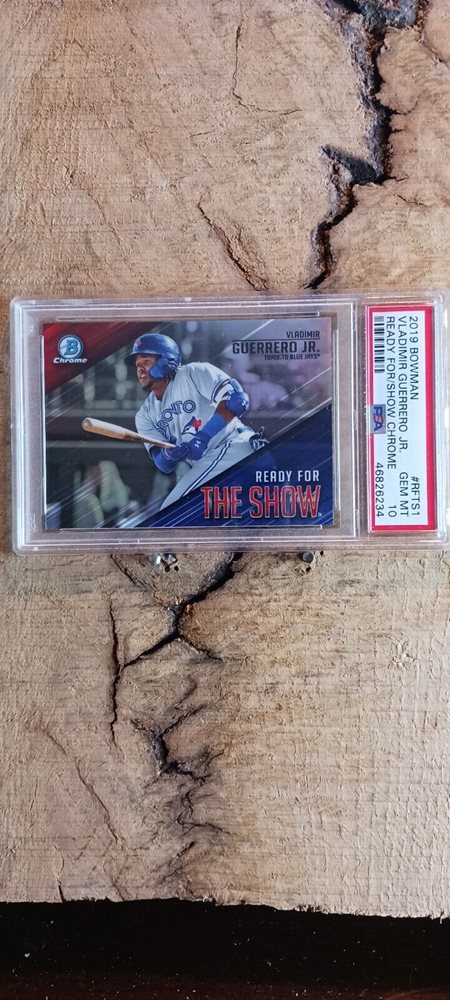 B
Chrome
VLADIMIR
GUERRERO JR.
TORONTO BLUE JAYS®
TORONTO
READY FOR
THE SHOW
2019 BOWMAN #RFTS1
VLADIMIR GUERRERO JR. GEM MT
READY FOR/SHOW CHROME 10
PSA 46826234